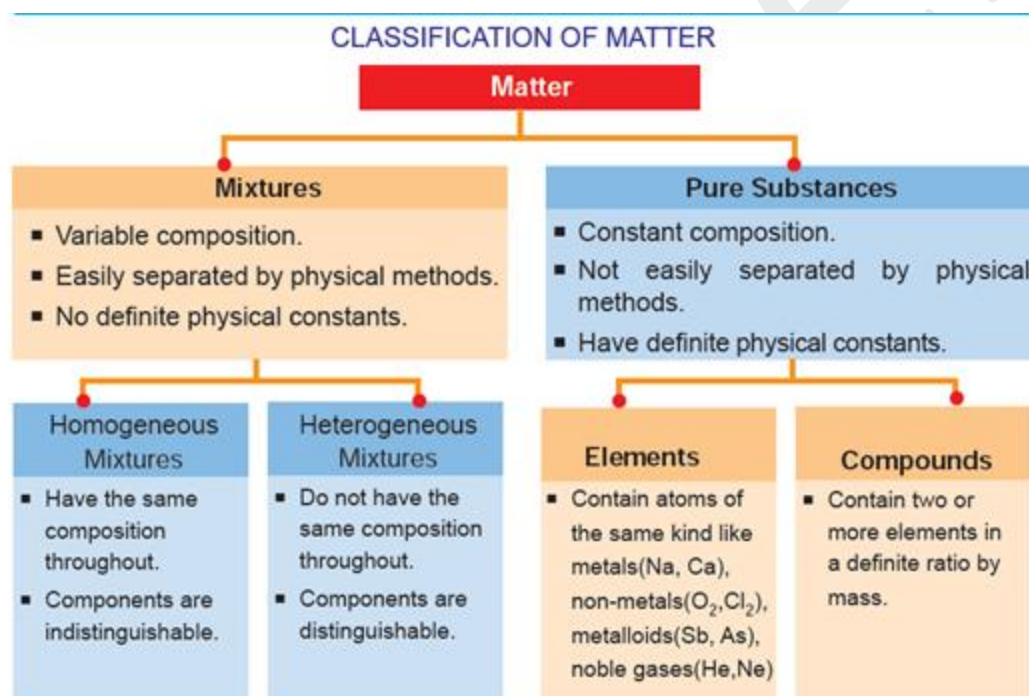 CLASSIFICATION OF MATTER
Matter
Mixtures
▪ Variable composition.
▪ Easily separated by physical methods.
▪ No definite physical constants.
Pure Substances
▪ Constant composition.
▪ Not easily separated by physical
methods.
▪ Have definite physical constants.
Homogeneous
Mixtures
▪ Have the same
composition
throughout.
▪ Components are
indistinguishable.
Heterogeneous
Mixtures
▪ Do not have the
same composition
throughout.
▪ Components are
distinguishable.
Elements
▪ Contain atoms of
the same kind like
metals(Na, Ca),
non-metals(O₂,Cl₂),
metalloids(Sb, As),
noble gases(He,Ne)
Compounds
▪ Contain two or
more elements in
a definite ratio by
mass.